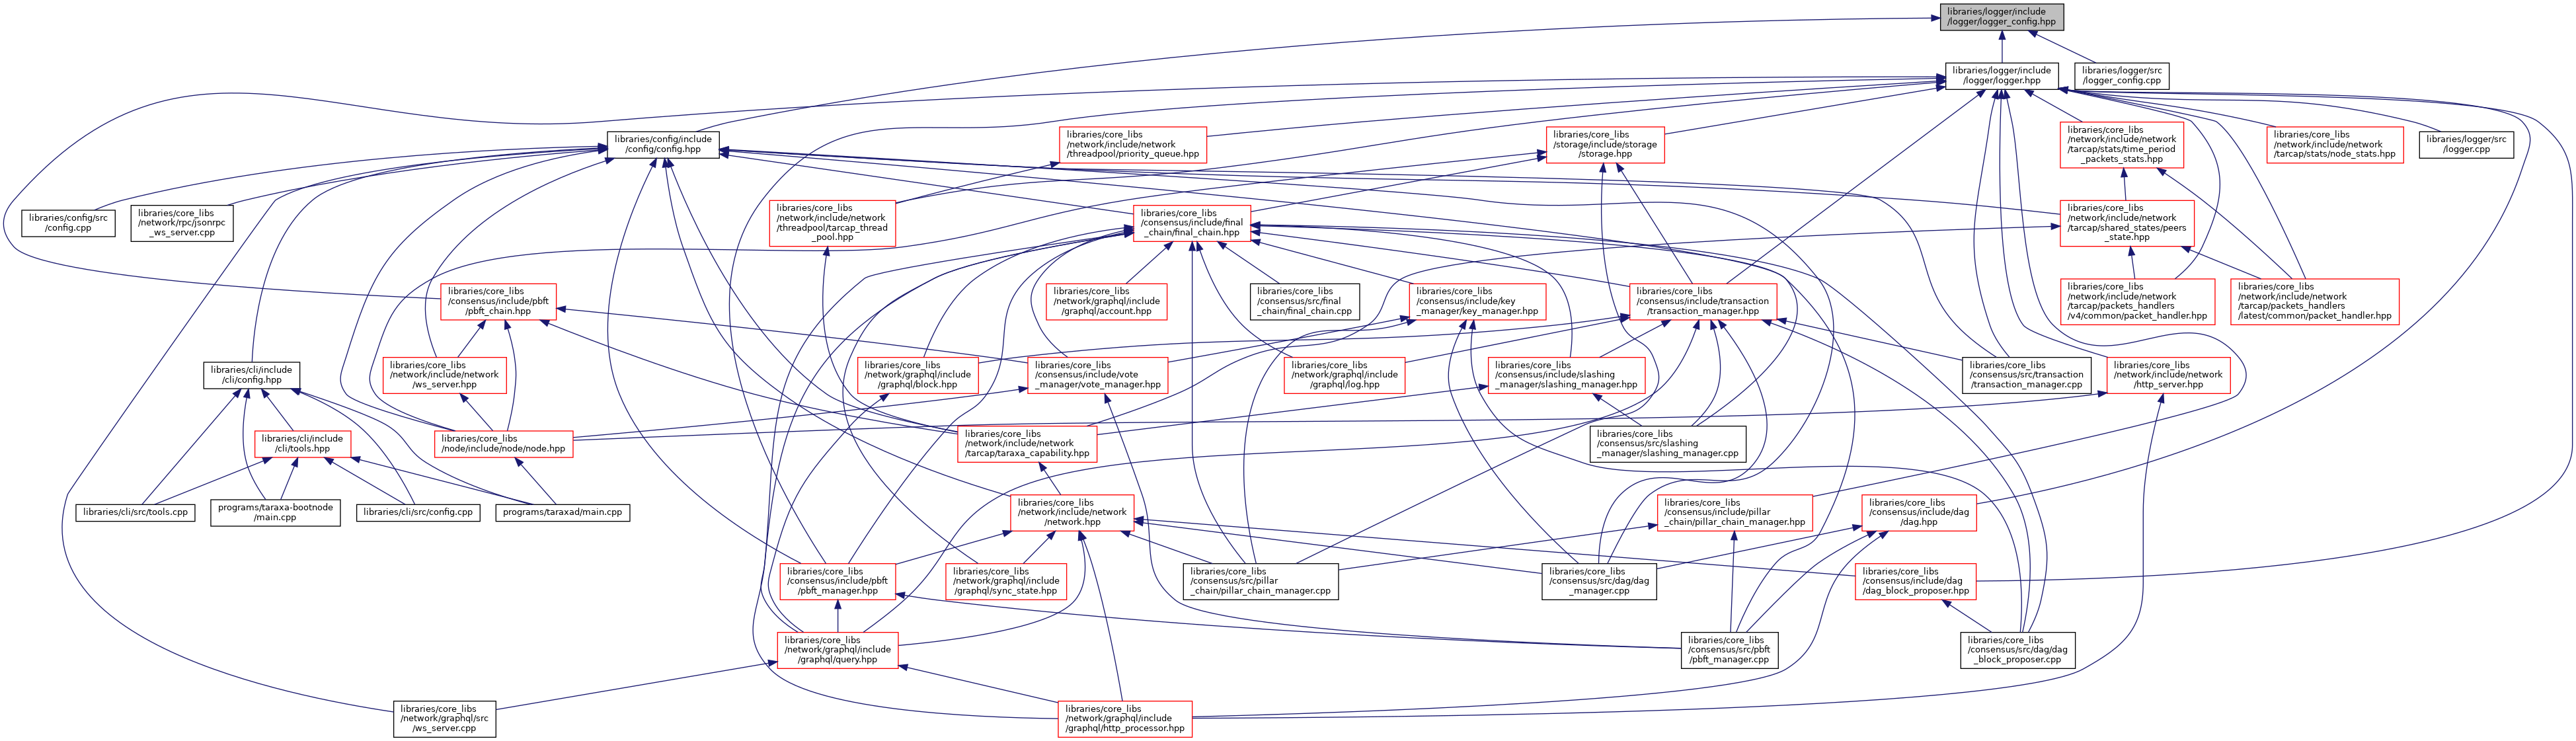 libraries/logger/include
/logger/logger_config.hpp
libraries/logger/include
/logger/logger.hpp
libraries/logger/src
/logger_config.cpp
libraries/config/include
/config/config.hpp
libraries/core_libs
/network/include/network
/threadpool/priority_queue.hpp
libraries/core_libs
/storage/include/storage
/storage.hpp
libraries/core_libs
/network/include/network
/tarcap/stats/time_period
_packets_stats.hpp
libraries/core_libs
/network/include/network
/tarcap/stats/node_stats.hpp
libraries/logger/src
/logger.cpp
libraries/config/src
/config.cpp
libraries/core_libs
/network/rpc/jsonrpc
_ws_server.cpp
libraries/core_libs
/network/include/network
/threadpool/tarcap_thread
_pool.hpp
libraries/core_libs
/consensus/include/final
_chain/final_chain.hpp
libraries/core_libs
/network/include/network
/tarcap/shared_states/peers
_state.hpp
libraries/core_libs
/consensus/include/pbft
/pbft_chain.hpp
libraries/core_libs
/network/graphql/include
/graphql/account.hpp
libraries/core_libs
/consensus/src/final
_chain/final_chain.cpp
libraries/core_libs
/consensus/include/key
_manager/key_manager.hpp
libraries/core_libs
/consensus/include/transaction
/transaction_manager.hpp
libraries/core_libs
/network/include/network
/tarcap/packets_handlers
/v4/common/packet_handler.hpp
libraries/core_libs
/network/include/network
/tarcap/packets_handlers
/latest/common/packet_handler.hpp
libraries/cli/include
/cli/config.hpp
libraries/core_libs
/network/include/network
/ws_server.hpp
libraries/core_libs
/network/graphql/include
/graphql/block.hpp
libraries/core_libs
/consensus/include/vote
_manager/vote_manager.hpp
libraries/core_libs
/network/graphql/include
/graphql/log.hpp
libraries/core_libs
/consensus/include/slashing
_manager/slashing_manager.hpp
libraries/core_libs
/consensus/src/transaction
/transaction_manager.cpp
libraries/core_libs
/network/include/network
/http_server.hpp
libraries/cli/include
/cli/tools.hpp
libraries/core_libs
/node/include/node/node.hpp
libraries/core_libs
/network/include/network
/tarcap/taraxa_capability.hpp
libraries/core_libs
/consensus/src/slashing
_manager/slashing_manager.cpp
libraries/cli/src/tools.cpp
programs/taraxa-bootnode
/main.cpp
libraries/cli/src/config.cpp
programs/taraxad/main.cpp
libraries/core_libs
/network/include/network
/network.hpp
libraries/core_libs
/consensus/include/pillar
_chain/pillar_chain_manager.hpp
libraries/core_libs
/consensus/include/dag
/dag.hpp
libraries/core_libs
/consensus/include/pbft
/pbft_manager.hpp
libraries/core_libs
/network/graphql/include
/graphql/sync_state.hpp
libraries/core_libs
/consensus/src/pillar
_chain/pillar_chain_manager.cpp
libraries/core_libs
/consensus/src/dag/dag
_manager.cpp
libraries/core_libs
/consensus/include/dag
/dag_block_proposer.hpp
libraries/core_libs
/network/graphql/include
/graphql/query.hpp
libraries/core_libs
/consensus/src/pbft
/pbft_manager.cpp
libraries/core_libs
/consensus/src/dag/dag
_block_proposer.cpp
libraries/core_libs
/network/graphql/src
/ws_server.cpp
libraries/core_libs
/network/graphql/include
/graphql/http_processor.hpp